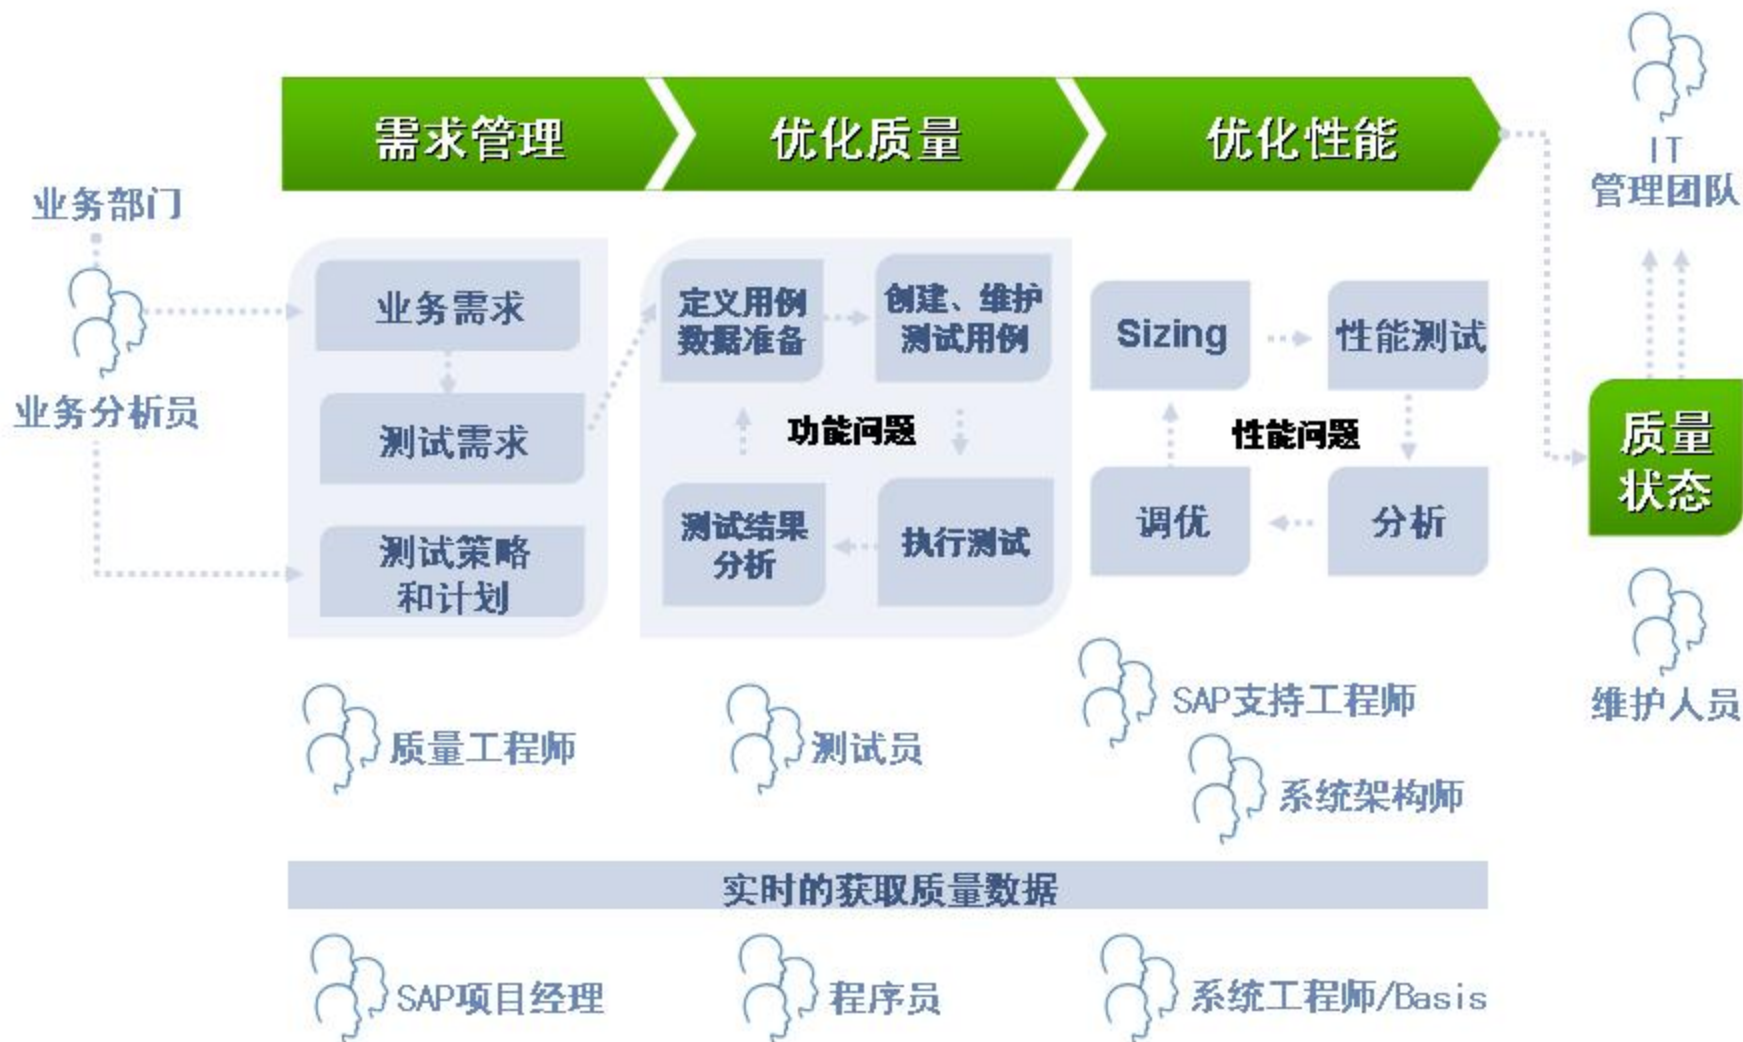 需求管理
优化质量
优化性能
IT
管理团队
业务部门
业务分析员
业务需求
测试需求
测试策略
和计划
定义用例
数据准备
创建、维护
测试用例
功能问题
测试结果
分析
执行测试
Sizing
性能测试
性能问题
调优
分析
质量
状态
维护人员
质量工程师
测试员
SAP支持工程师
系统架构师
实时的获取质量数据
SAP项目经理
程序员
系统工程师/Basis